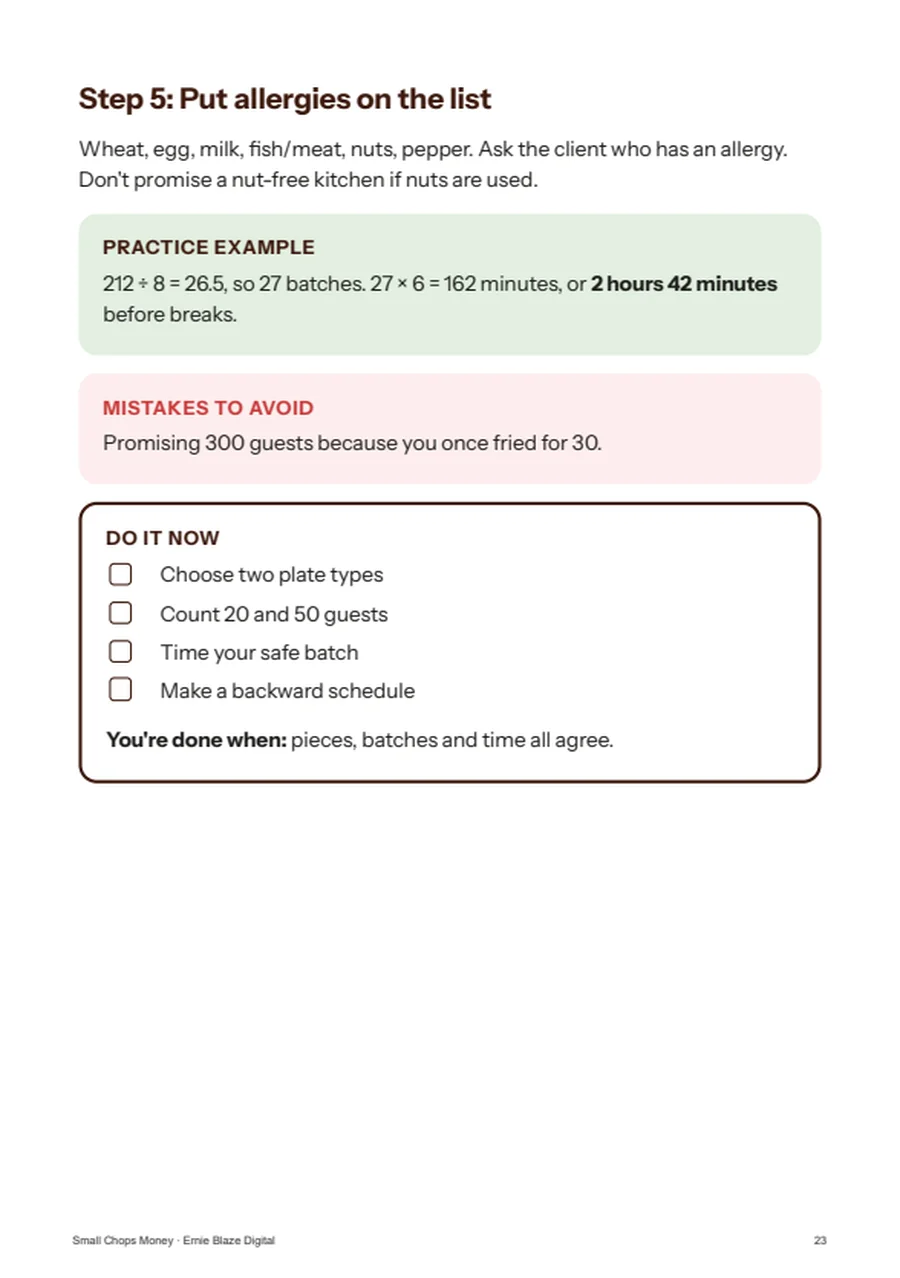 Step 5: Put allergies on the list
Wheat, egg, milk, fish/meat, nuts, pepper. Ask the client who has an allergy.
Don't promise a nut-free kitchen if nuts are used.
PRACTICE EXAMPLE
212 ÷ 8 = 26.5, so 27 batches. 27 × 6 = 162 minutes, or 2 hours 42 minutes
before breaks.
MISTAKES TO AVOID
Promising 300 guests because you once fried for 30.
DO IT NOW
Choose two plate types
Count 20 and 50 guests
Time your safe batch
Make a backward schedule
You're done when: pieces, batches and time all agree.
Small Chops Money · Ernie Blaze Digital
23